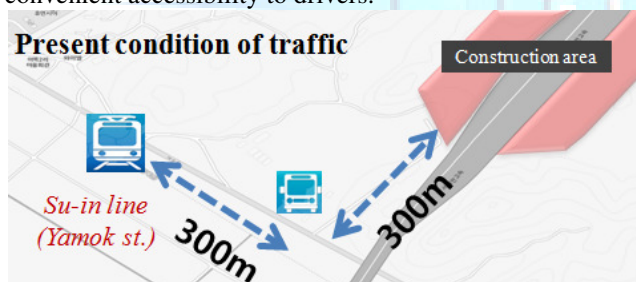 convenient accessibility to drivers.
Present condition of traffic
Construction area
Su-in line
(Yamok st.)
300m
300m